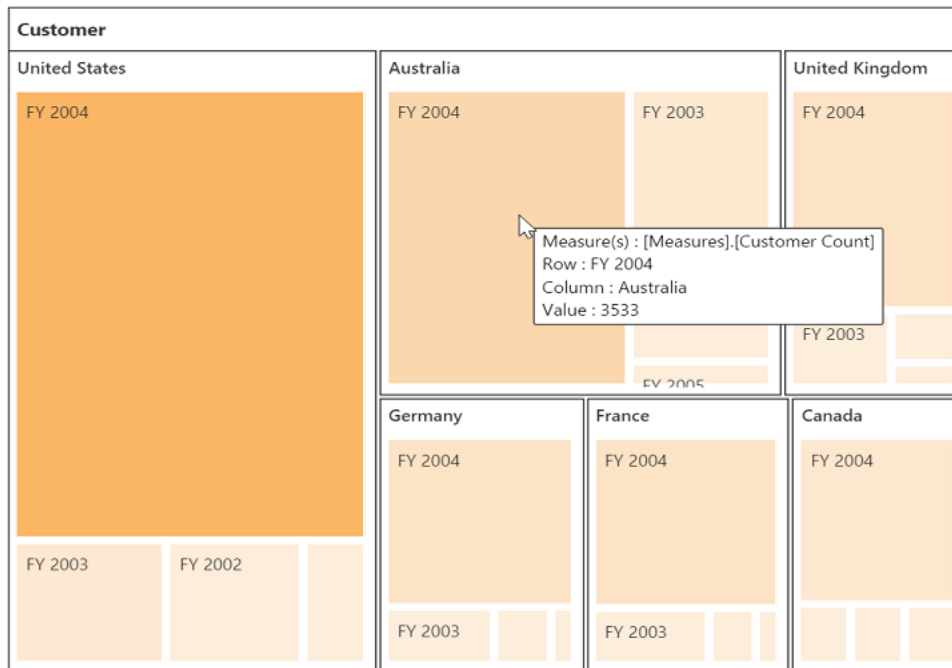 Customer
United States
FY 2004
FY 2003
FY 2002
Australia
FY 2004
FY 2003
FY 2005
Measure(s) : [Measures].[Customer Count]
Row : FY 2004
Column : Australia
Value : 3533
United Kingdom
FY 2004
FY 2003
Germany
FY 2004
FY 2003
France
FY 2004
FY 2003
Canada
FY 2004